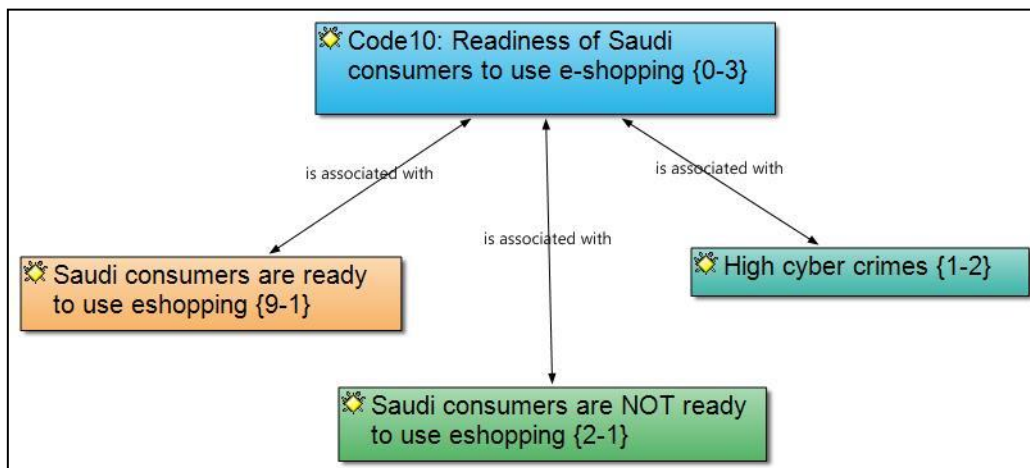 Code10: Readiness of Saudi
consumers to use e-shopping {0-3}
is associated with
is associated with
is associated with
Saudi consumers are ready
to use eshopping {9-1}
High cyber crimes {1-2}
Saudi consumers are NOT ready
to use eshopping {2-1}